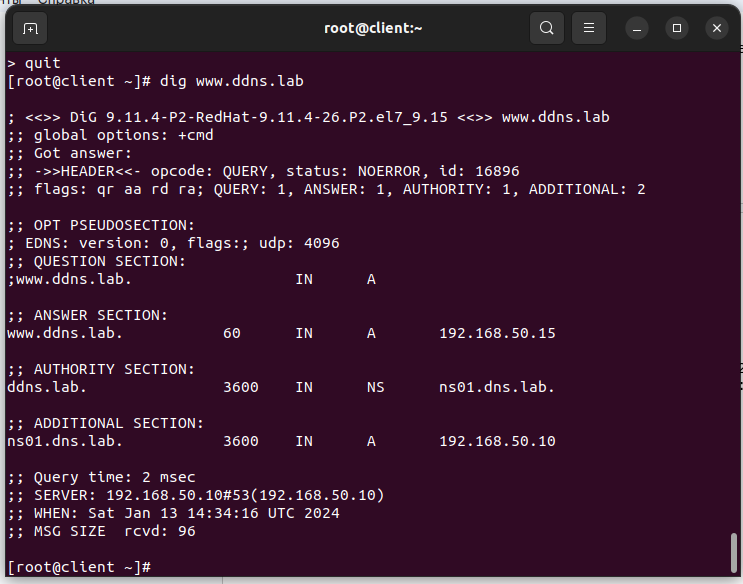 Справка
root@client:~
> quit
[root@client ~]# dig www.ddns.lab
; <<>> DiG 9.11.4-P2-RedHat-9.11.4-26.P2.el7_9.15 <<>> www.ddns.lab
;; global options: +cmd
;; Got answer:
;; ->>HEADER<<- opcode: QUERY, status: NOERROR, id: 16896
;; flags: qr aa rd ra; QUERY: 1, ANSWER: 1, AUTHORITY: 1, ADDITIONAL: 2
;; OPT PSEUDOSECTION:
; EDNS: version: 0, flags:; udp: 4096
;; QUESTION SECTION:
;www.ddns.lab. IN A
;; ANSWER SECTION:
www.ddns.lab. 60 IN A 192.168.50.15
;; AUTHORITY SECTION:
ddns.lab. 3600 IN NS ns01.dns.lab.
;; ADDITIONAL SECTION:
ns01.dns.lab. 3600 IN A 192.168.50.10
;; Query time: 2 msec
;; SERVER: 192.168.50.10#53(192.168.50.10)
;; WHEN: Sat Jan 13 14:34:16 UTC 2024
;; MSG SIZE rcvd: 96
[root@client ~]#